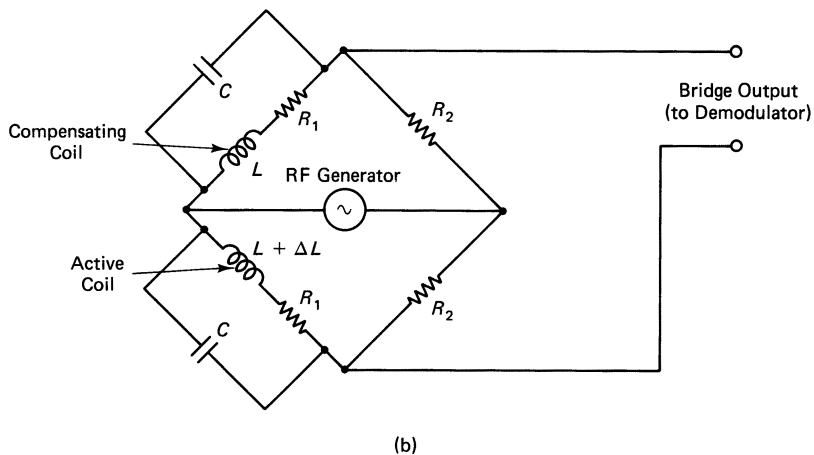 C
R₂
Bridge Output
(to Demodulator)
R₁
Compensating
Coil
L
RF Generator
L + ΔL
Active
Coil
R₁
R₂
C
(b)